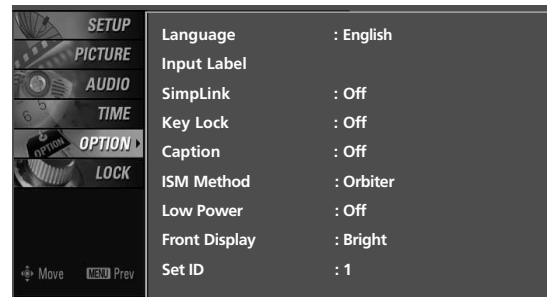 SETUP
PICTURE
AUDIO
TIME
OPTION
LOCK
Move MENU Prev
Language : English
Input Label
SimpLink : Off
Key Lock : Off
Caption : Off
ISM Method : Orbiter
Low Power : Off
Front Display : Bright
Set ID : 1